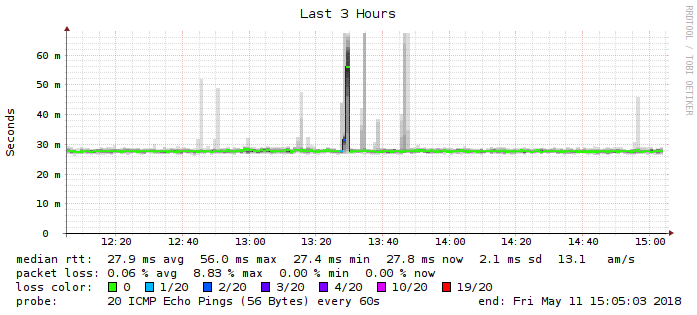 Last 3 Hours
RRDTOOL / TOBI OETIKER
Seconds
60 m
50 m
40 m
30 m
20 m
10 m
0
12:20 12:40 13:00 13:20 13:40 14:00 14:20 14:40 15:00
median rtt: 27.9 ms avg 56.0 ms max 27.4 ms min 27.8 ms now 2.1 ms sd 13.1 am/s
packet loss: 0.06 % avg 8.83 % max 0.00 % min 0.00 % now
loss color: 0 1/20 2/20 3/20 4/20 10/20 19/20
probe: 20 ICMP Echo Pings (56 Bytes) every 60s end: Fri May 11 15:05:03 2018